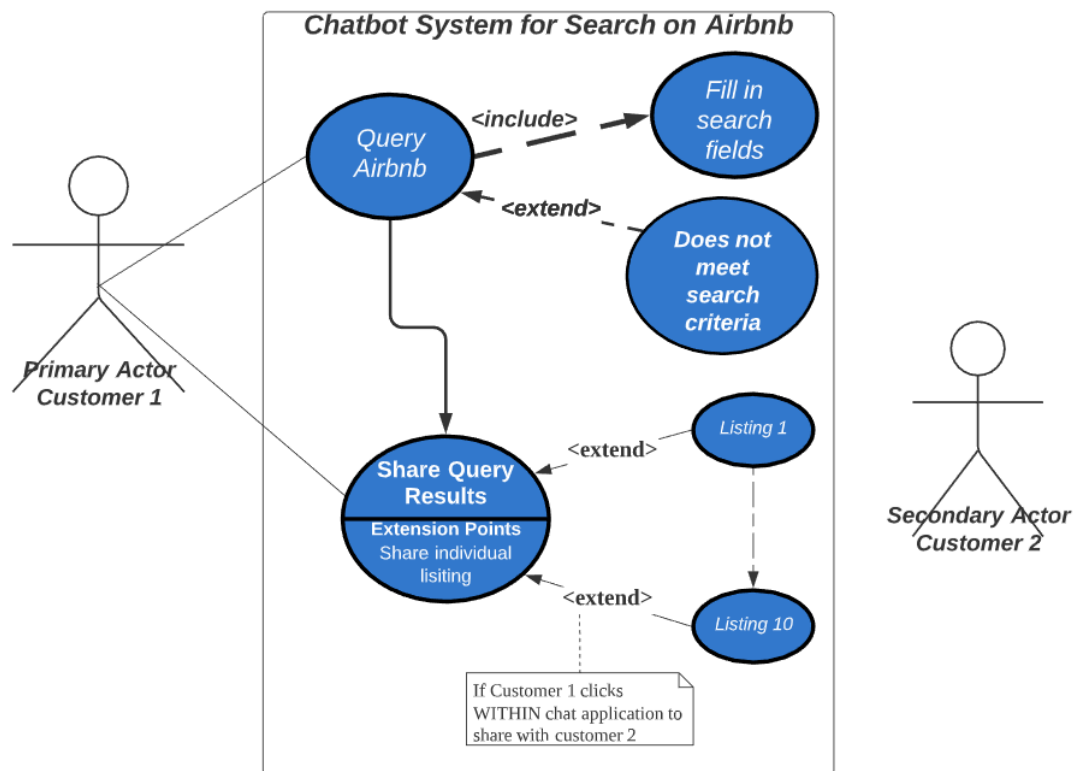 Chatbot System for Search on Airbnb
Query
Airbnb
<include>
Fill in
search
fields
<extend>
Does not
meet
search
criteria
Primary Actor
Customer 1
Share Query
Results
Extension Points
Share individual
lisiting
<extend>
Listing 1
<extend>
Listing 10
Secondary Actor
Customer 2
If Customer 1 clicks
WITHIN chat application to
share with customer 2